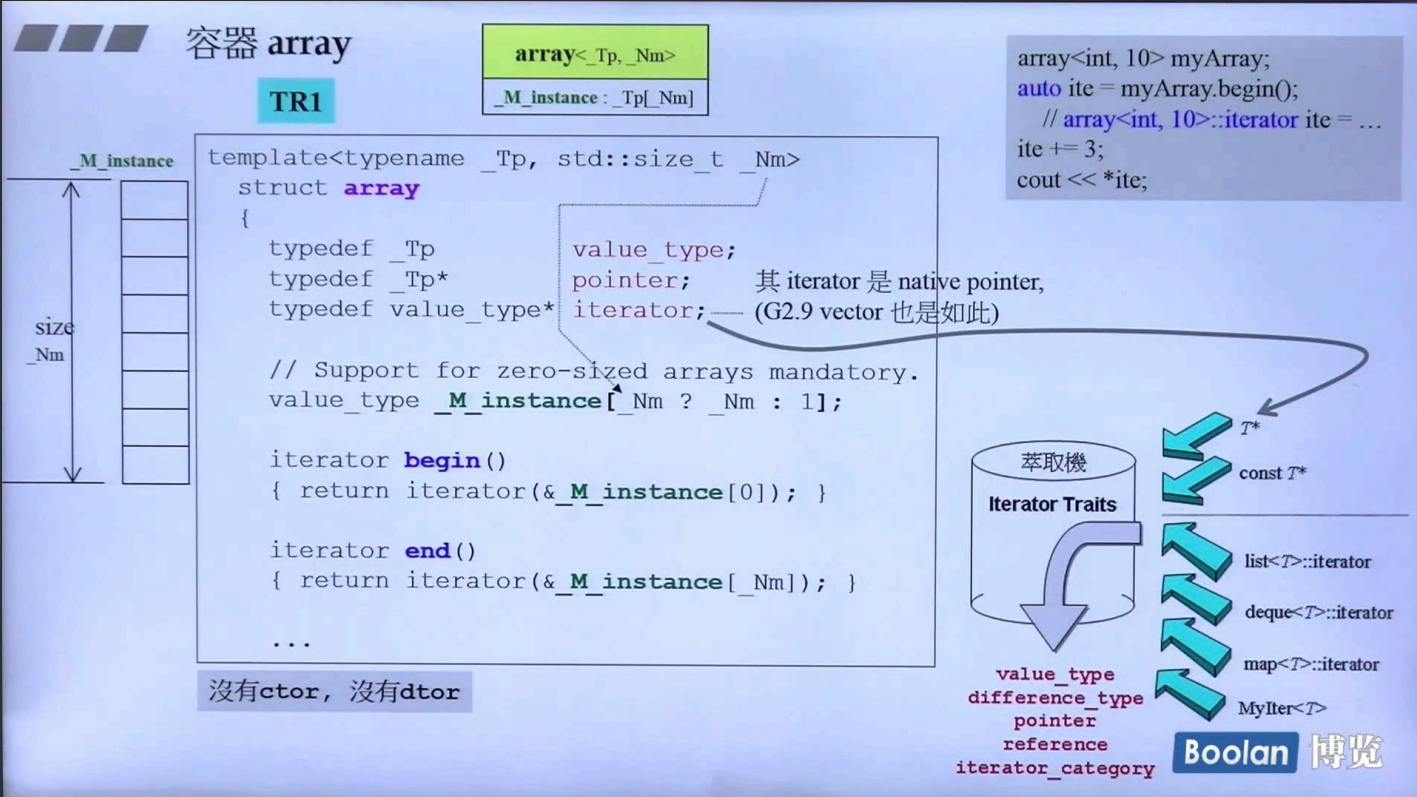 容器 array
TR1
array<_Tp, _Nm>
_M_instance : _Tp[_Nm]
array<int, 10> myArray;
auto ite = myArray.begin();
// array<int, 10>::iterator ite = …
ite += 3;
cout << *ite;
_M_instance
size
_Nm
template<typename _Tp, std::size_t _Nm>
struct array
{
typedef _Tp value_type;
typedef _Tp* pointer;
typedef value_type* iterator;
其 iterator 是 native pointer,
(G2.9 vector 也是如此)
// Support for zero-sized arrays mandatory.
value_type _M_instance[_Nm ? _Nm : 1];
iterator begin()
{ return iterator(&_M_instance[0]); }
iterator end()
{ return iterator(&_M_instance[_Nm]); }
...
沒有ctor, 沒有dtor
萃取機
Iterator Traits
T*
const T*
list<T>::iterator
deque<T>::iterator
map<T>::iterator
MyIter<T>
value_type
difference_type
pointer
reference
iterator_category
Boolan 博览